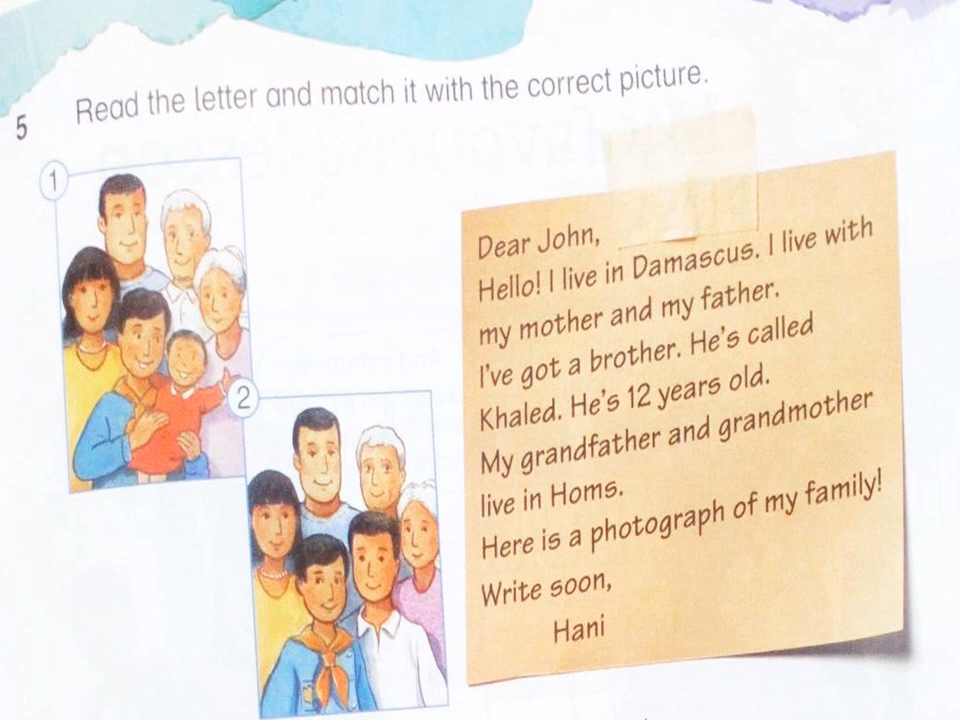 5 Read the letter and match it with the correct picture.
1
2
Dear John,
Hello! I live in Damascus. I live with
my mother and my father.
I've got a brother. He's called
Khaled. He's 12 years old.
My grandfather and grandmother
live in Homs.
Here is a photograph of my family!
Write soon,
Hani